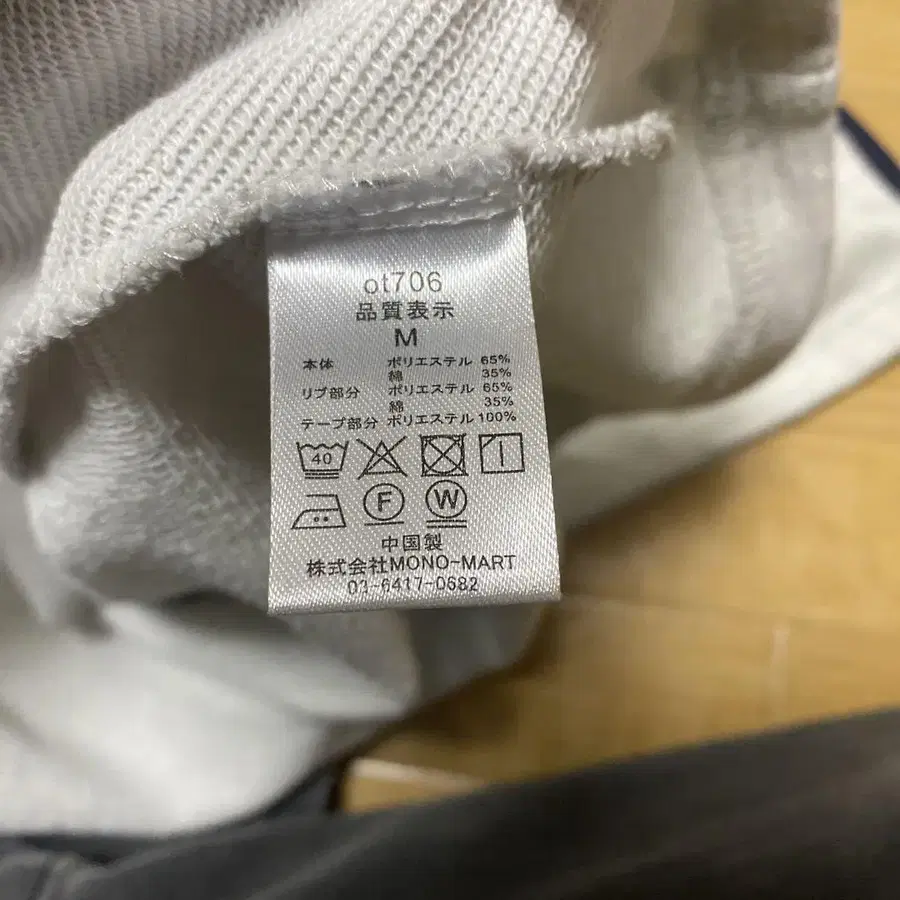 ot706
品質表示
M
本体 ポリエステル 65%
綿 35%
リブ部分 ポリエステル 65%
綿 35%
テープ部分 ポリエステル 100%
40
F W
中国製
株式会社MONO-MART
03-6417-0682